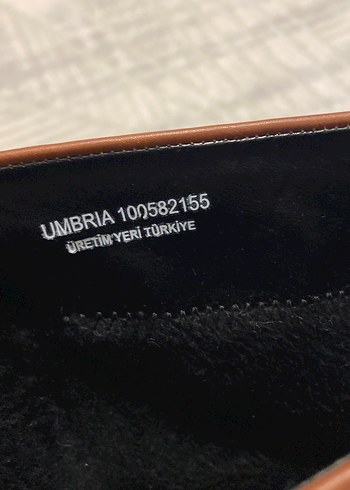 UMBRIA 100582155
ÜRETİM YERİ TÜRKİYE